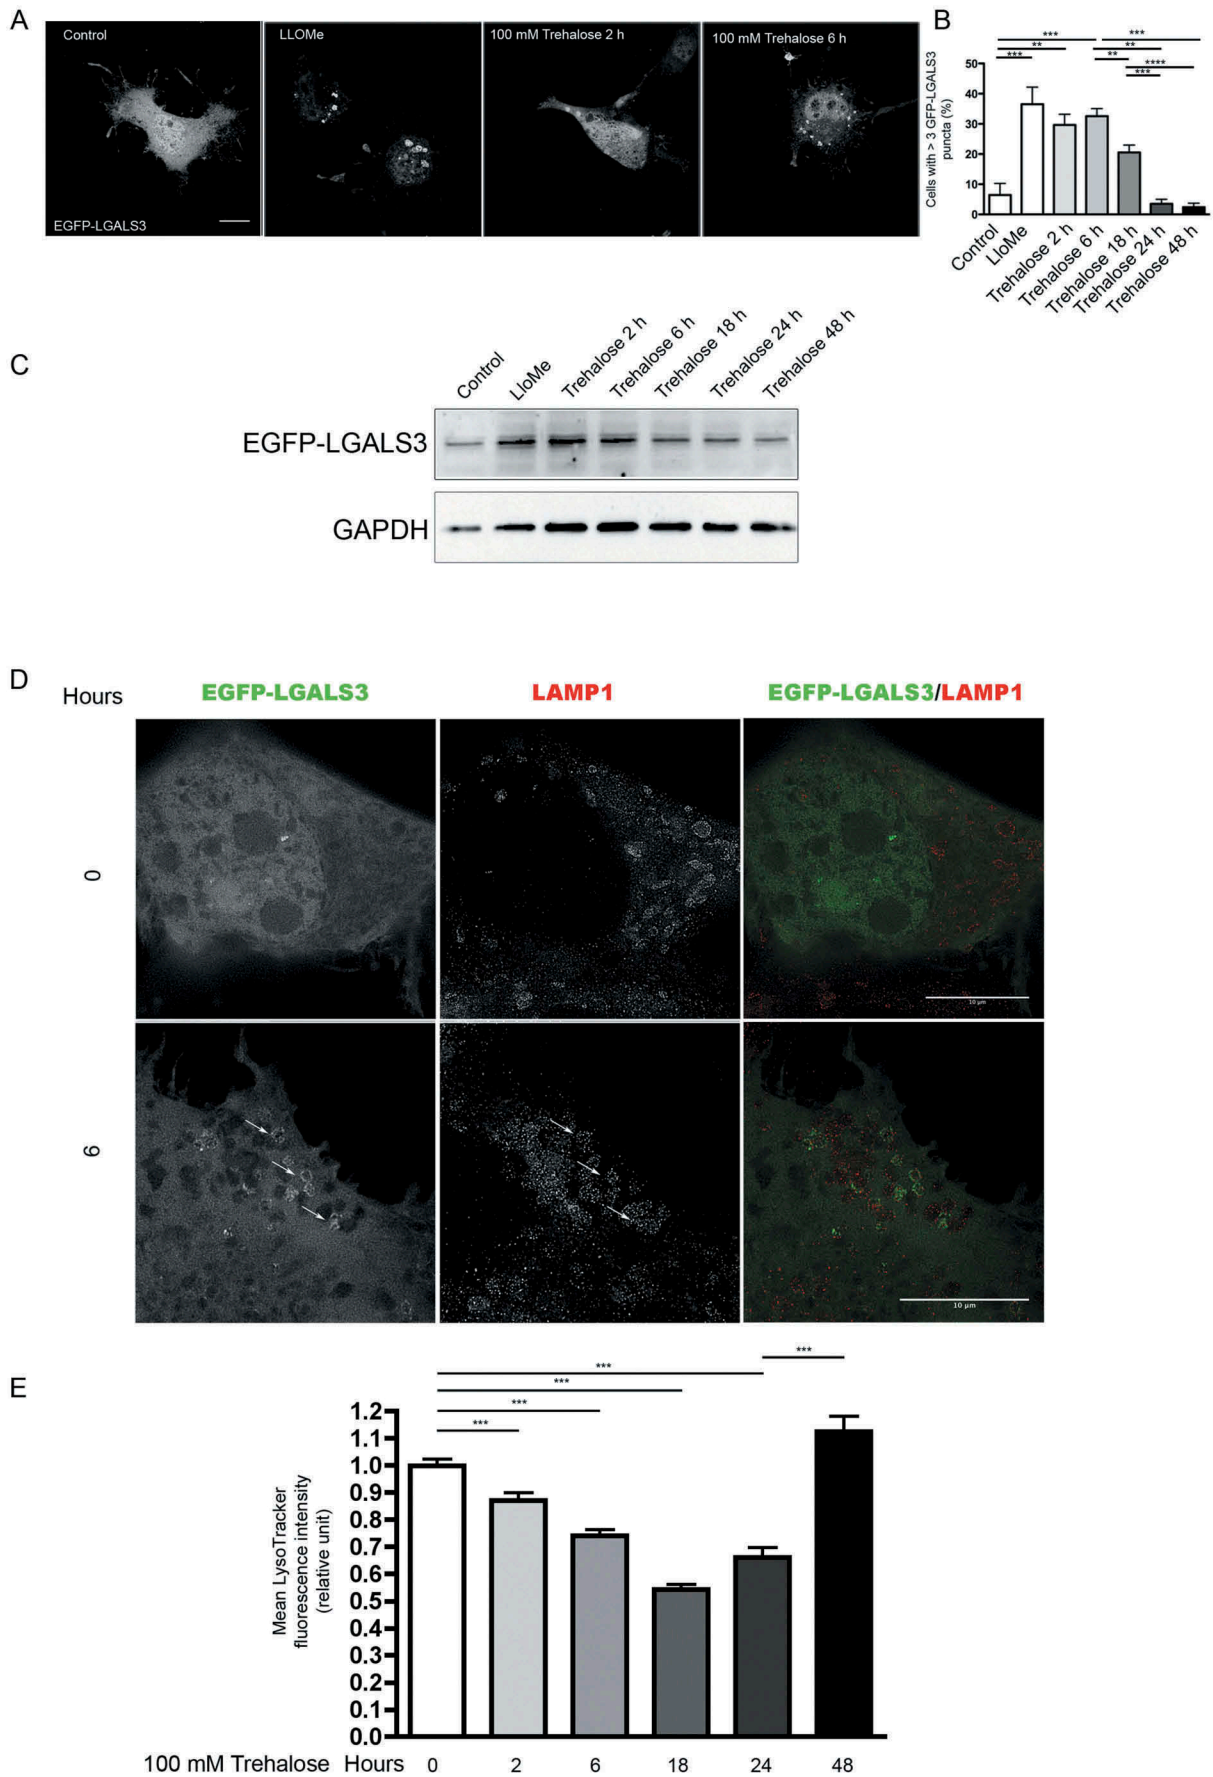 A
Control
LLOMe
100 mM Trehalose 2 h
100 mM Trehalose 6 h
EGFP-LGALS3
B
Cells with > 3 GFP-LGALS3
puncta (%)
50
40
30
20
10
0
***
***
**
**
***
**
****
***
Control
LloMe
Trehalose 2 h
Trehalose 6 h
Trehalose 18 h
Trehalose 24 h
Trehalose 48 h
C
Control
LloMe
Trehalose 2 h
Trehalose 6 h
Trehalose 18 h
Trehalose 24 h
Trehalose 48 h
EGFP-LGALS3
GAPDH
D
Hours
EGFP-LGALS3
LAMP1
EGFP-LGALS3/LAMP1
0
10 µm
6
10 µm
E
***
***
***
***
***
Mean LysoTracker
fluorescence intensity
(relative unit)
1.2
1.1
1.0
0.9
0.8
0.7
0.6
0.5
0.4
0.3
0.2
0.1
0.0
100 mM Trehalose Hours 0 2 6 18 24 48